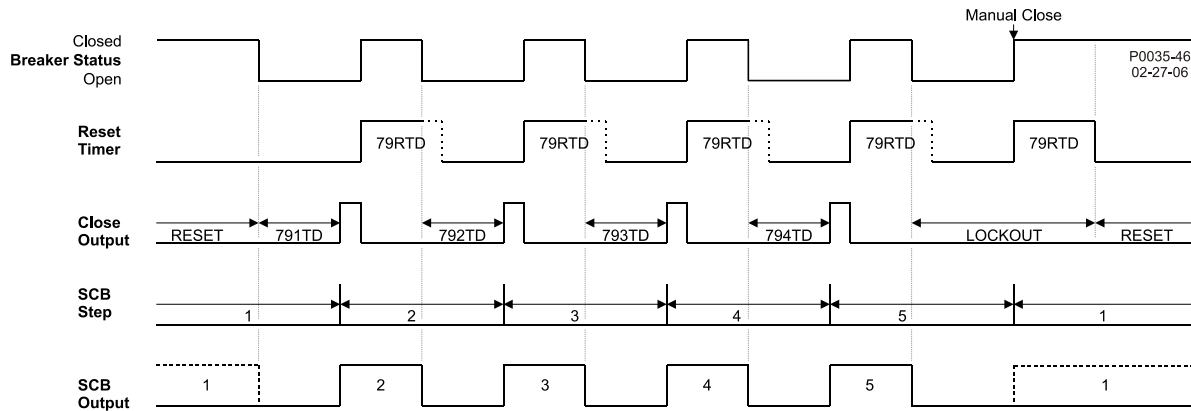 Manual Close
Closed
Breaker Status
Open
P0035-46
02-27-06
Reset
Timer
79RTD 79RTD 79RTD 79RTD 79RTD
Close
Output
RESET 791TD 792TD 793TD 794TD LOCKOUT RESET
SCB
Step
1 2 3 4 5 1
SCB
Output
1 2 3 4 5 1